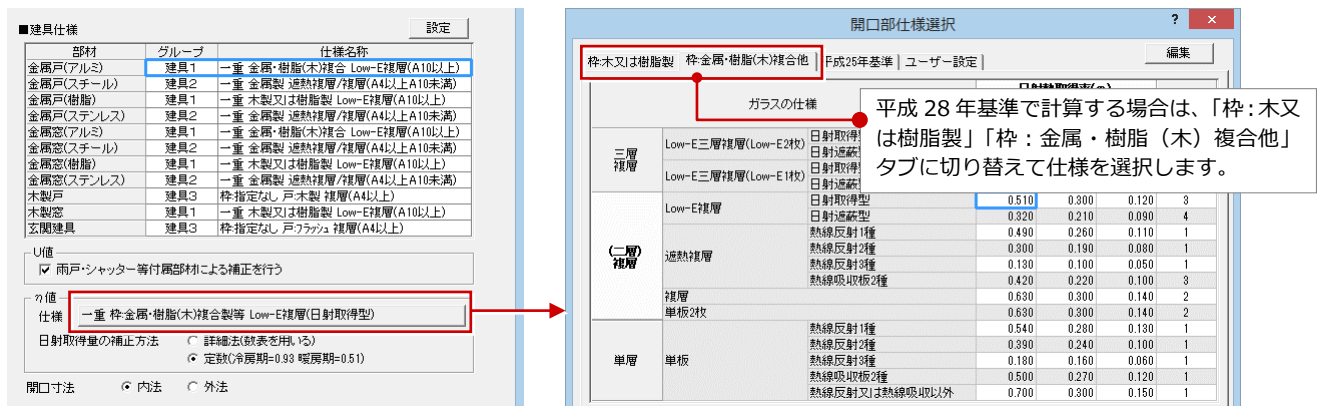 ■建具仕様
設定
部材 グループ 仕様名称
金属戸(アルミ) 建具1 一重 金属・樹脂(木)複合 Low-E複層(A10以上)
金属戸(スチール) 建具2 一重 金属製 遮熱複層/複層(A4以上A10未満)
金属戸(樹脂) 建具1 一重 木製又は樹脂製 Low-E複層(A10以上)
金属戸(ステンレス) 建具2 一重 金属製 遮熱複層/複層(A4以上A10未満)
金属窓(アルミ) 建具1 一重 金属・樹脂(木)複合 Low-E複層(A10以上)
金属窓(スチール) 建具2 一重 金属製 遮熱複層/複層(A4以上A10未満)
金属窓(樹脂) 建具1 一重 木製又は樹脂製 Low-E複層(A10以上)
金属窓(ステンレス) 建具2 一重 金属製 遮熱複層/複層(A4以上A10未満)
木製戸 建具3 枠:指定なし 戸:木製 複層(A4以上)
木製窓 建具1 一重 木製又は樹脂製 Low-E複層(A10以上)
玄関建具 建具3 枠:指定なし 戸:フラッシュ 複層(A4以上)
U値
雨戸・シャッター等付属部材による補正を行う
η値
仕様 一重 枠:金属・樹脂(木)複合製等 Low-E複層(日射取得型)
日射取得量の補正方法 詳細法(数表を用いる)
定数(冷房期=0.93 暖房期=0.51)
開口寸法 内法 外法
開口部仕様選択
? ×
枠:木又は樹脂製 枠:金属・樹脂(木)複合他 平成25年基準 ユーザー設定
編集
ガラスの仕様
平成 28 年基準で計算する場合は、「枠:木又
は樹脂製」「枠:金属・樹脂(木)複合他」
タブに切り替えて仕様を選択します。
三層
複層
Low-E三層複層(Low-E2枚) 日射取得
日射遮蔽
Low-E三層複層(Low-E1枚) 日射取得
日射遮蔽
(二層)
複層
Low-E複層 日射取得型 0.510 0.300 0.120 3
日射遮蔽型 0.320 0.210 0.090 4
遮熱複層 熱線反射1種 0.490 0.260 0.110 1
熱線反射2種 0.300 0.190 0.080 1
熱線反射3種 0.130 0.100 0.050 1
熱線吸収板2種 0.420 0.220 0.100 3
複層 0.630 0.300 0.140 2
単板2枚 0.630 0.300 0.140 2
単層 単板 熱線反射1種 0.540 0.280 0.130 1
熱線反射2種 0.390 0.240 0.100 1
熱線反射3種 0.180 0.160 0.060 1
熱線吸収板2種 0.500 0.270 0.120 1
熱線反射又は熱線吸収以外 0.700 0.300 0.150 1